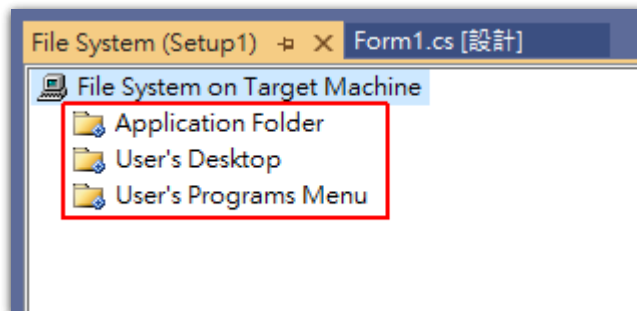 File System (Setup1) Form1.cs [設計]
File System on Target Machine
Application Folder
User's Desktop
User's Programs Menu